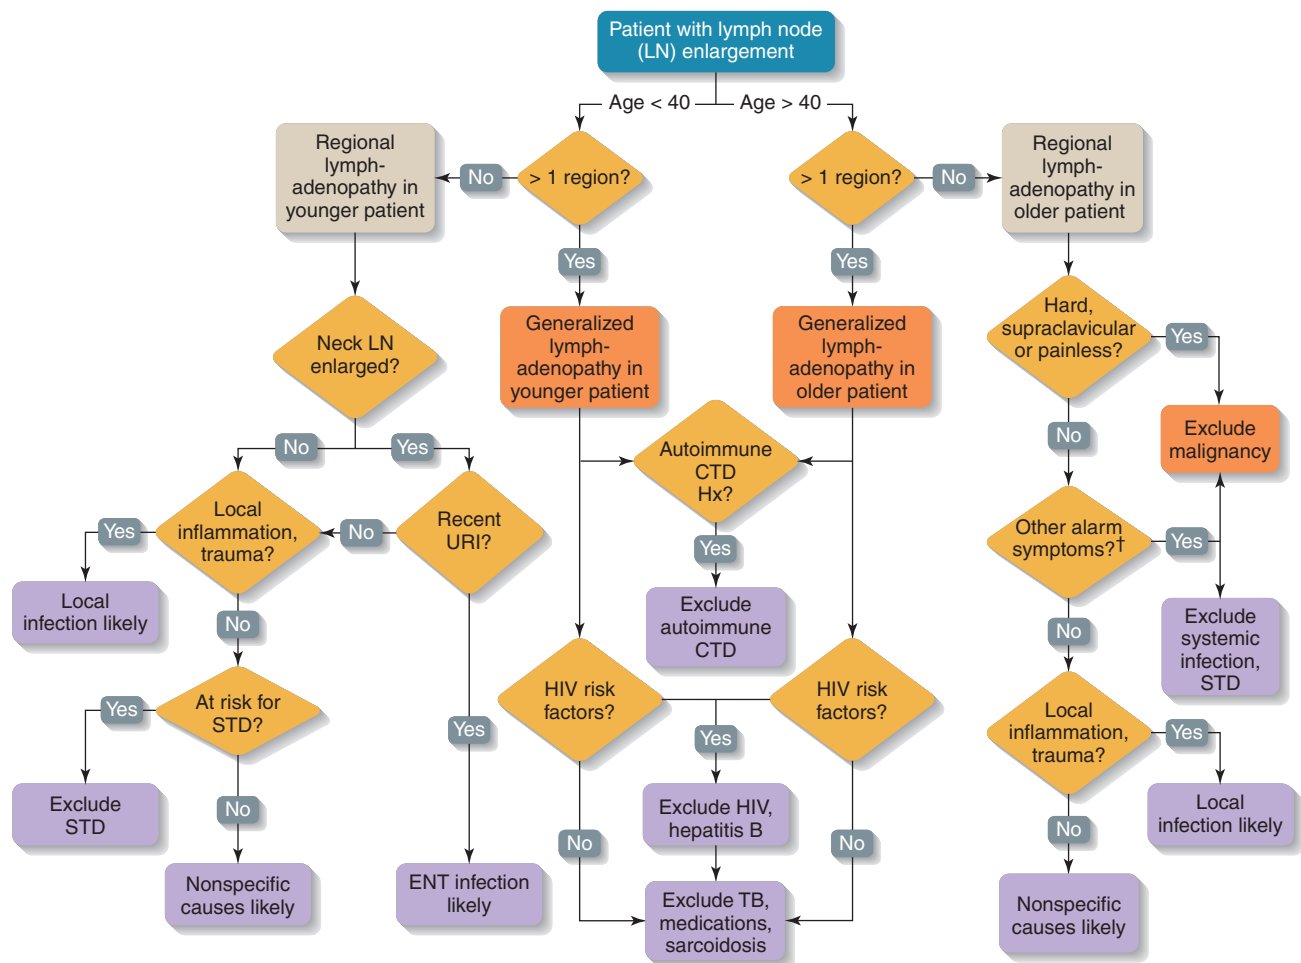 Patient with lymph node
(LN) enlargement
Age < 40
Age > 40
Regional
lymph-
adenopathy in
younger patient
No
> 1 region?
> 1 region?
No
Regional
lymph-
adenopathy in
older patient
Yes
Yes
Neck LN
enlarged?
Generalized
lymph-
adenopathy in
younger patient
Generalized
lymph-
adenopathy in
older patient
Hard,
supraclavicular
or painless?
Yes
No
Yes
Autoimmune
CTD
Hx?
No
Exclude
malignancy
Yes
Local
inflammation,
trauma?
No
Recent
URI?
Yes
Other alarm
symptoms?†
Yes
Local
infection likely
No
Exclude
autoimmune
CTD
No
Exclude
systemic
infection,
STD
Yes
At risk for
STD?
Yes
HIV risk
factors?
Yes
HIV risk
factors?
Local
inflammation,
trauma?
Yes
Exclude
STD
No
No
Exclude HIV,
hepatitis B
No
No
Local
infection likely
Nonspecific
causes likely
ENT infection
likely
Exclude TB,
medications,
sarcoidosis
Nonspecific
causes likely